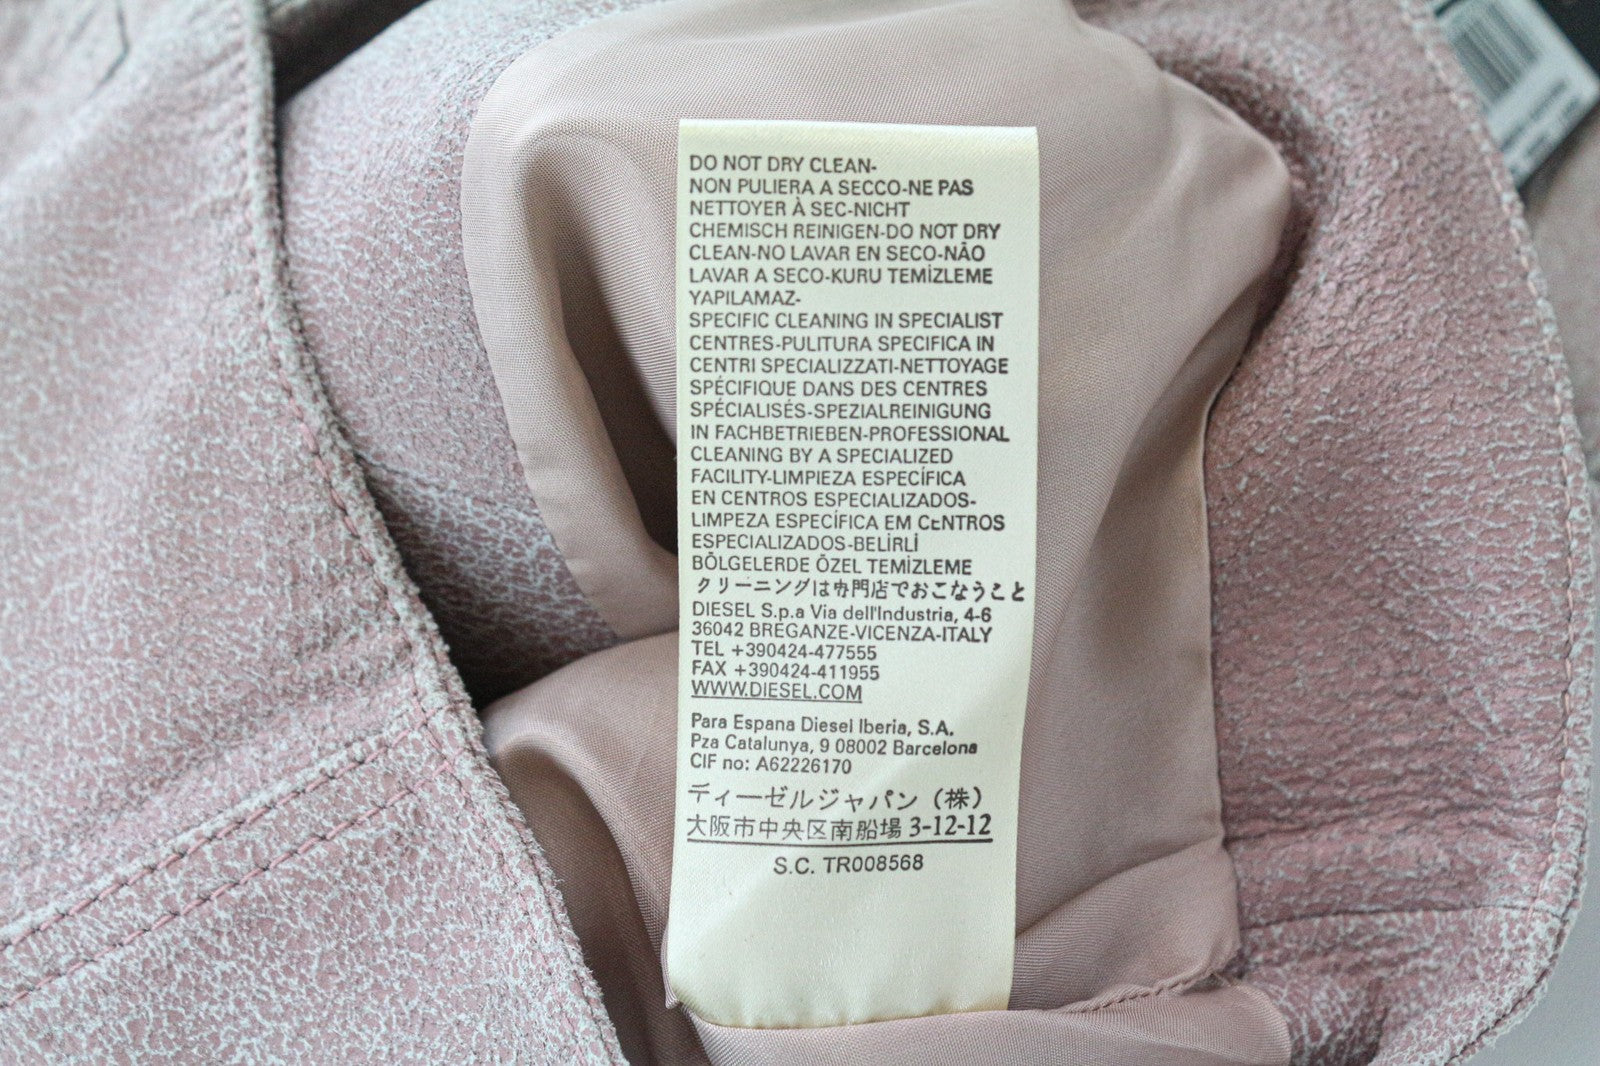 DO NOT DRY CLEAN-
NON PULIERA A SECCO-NE PAS
NETTOYER À SEC-NICHT
CHEMISCH REINIGEN-DO NOT DRY
CLEAN-NO LAVAR EN SECO-NÃO
LAVAR A SECO-KURU TEMİZLEME
YAPILAMAZ-
SPECIFIC CLEANING IN SPECIALIST
CENTRES-PULITURA SPECIFICA IN
CENTRI SPECIALIZZATI-NETTOYAGE
SPÉCIFIQUE DANS DES CENTRES
SPÉCIALISÉS-SPEZIALREINIGUNG
IN FACHBETRIEBEN-PROFESSIONAL
CLEANING BY A SPECIALIZED
FACILITY-LIMPIEZA ESPECÍFICA
EN CENTROS ESPECIALIZADOS-
LIMPEZA ESPECÍFICA EM CENTROS
ESPECIALIZADOS-BELİRLİ
BÖLGELERDE ÖZEL TEMİZLEME
クリーニングは専門店でおこなうこと
DIESEL S.p.a Via dell'Industria, 4-6
36042 BREGANZE-VICENZA-ITALY
TEL +390424-477555
FAX +390424-411955
WWW.DIESEL.COM
Para Espana Diesel Iberia, S.A.
Pza Catalunya, 9 08002 Barcelona
CIF no: A62226170
ディーゼルジャパン（株）
大阪市中央区南船場 3-12-12
S.C. TR008568